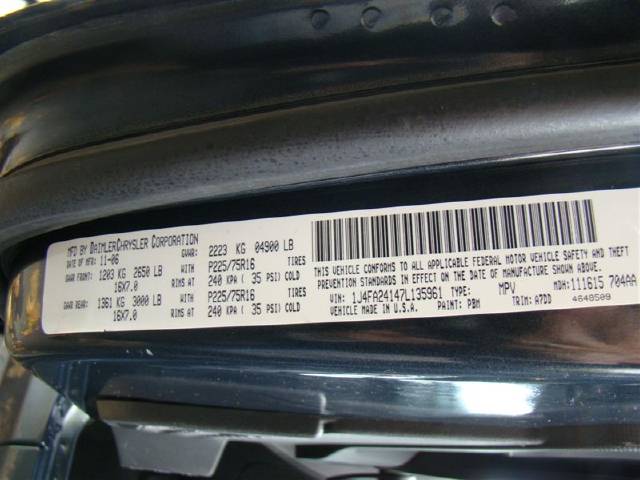 MFD BY DAIMLERCHRYSLER CORPORATION
DATE OF MFR: 11-06 GVWR: 2223 KG 04900 LB
GAWR FRONT: 1203 KG 2650 LB WITH P225/75R16 TIRES
16X7.0 RIMS AT 240 KPA ( 35 PSI) COLD
GAWR REAR: 1361 KG 3000 LB WITH P225/75R16 TIRES
16X7.0 RIMS AT 240 KPA ( 35 PSI) COLD
THIS VEHICLE CONFORMS TO ALL APPLICABLE FEDERAL MOTOR VEHICLE SAFETY AND THEFT
PREVENTION STANDARDS IN EFFECT ON THE DATE OF MANUFACTURE SHOWN ABOVE.
VIN: 1J4FA24147L135961 TYPE: MPV MDH: 111615 704AA
VEHICLE MADE IN U.S.A. PAINT: PBM TRIM: A7DD 4648509